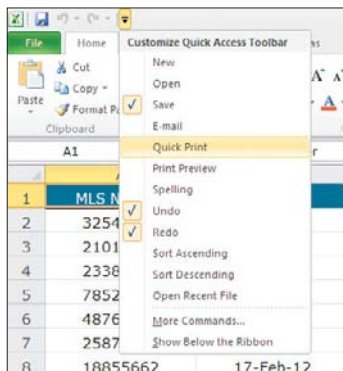 File
Home
Customize Quick Access Toolbar
as
New
Cut
Open
A A
Copy
Save
A
Paste
Format Pa
E-mail
Clipboard
Quick Print
A1
r
Print Preview
1 MLS N
Spelling
2 3254
Undo
3 2101
Redo
4 2338
Sort Ascending
Sort Descending
5 7852
Open Recent File
6 4876
More Commands...
7 2587
Show Below the Ribbon
8 18855662 17-Feb-12